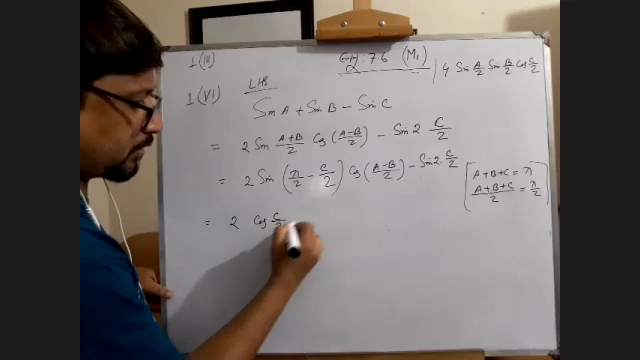 1 (III)
Ex: 7.6 (M₁)
4 Sin A/2 Sin B/2 Cos C/2
1 (VI) LHS
Sin A + Sin B - Sin C
= 2 Sin A+B/2 Cos (A-B/2) - Sin 2 C/2
= 2 Sin (π/2 - C/2) Cos (A-B/2) - Sin 2. C/2
[ A+B+C = π
A+B+C/2 = π/2 ]
= 2 Cos C/2